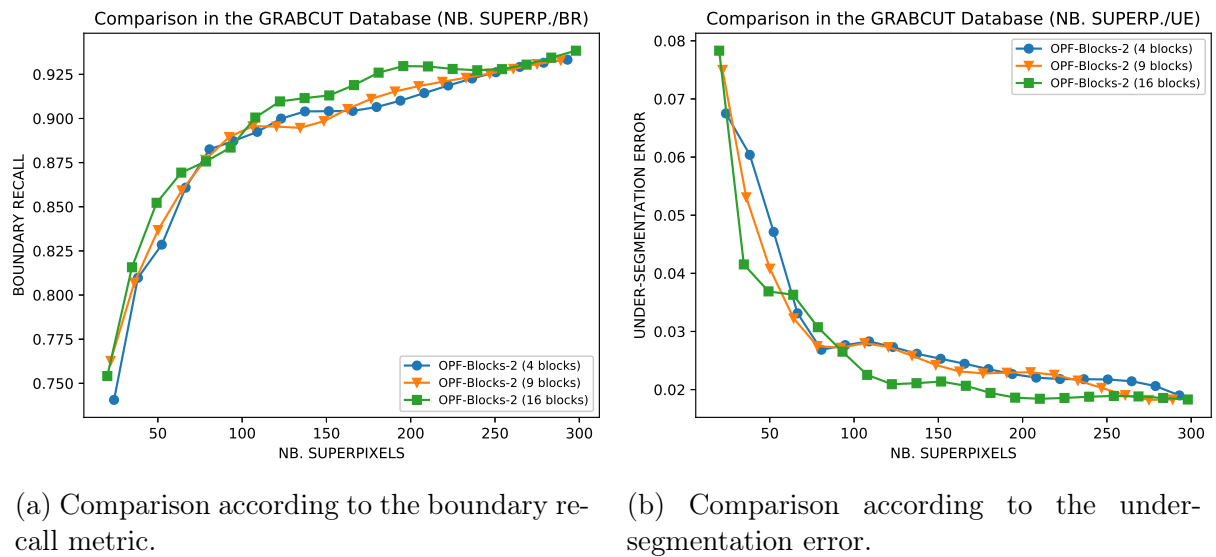 Comparison in the GRABCUT Database (NB. SUPERP./BR)
BOUNDARY RECALL
0.925
0.900
0.875
0.850
0.825
0.800
0.775
0.750
OPF-Blocks-2 (4 blocks)
OPF-Blocks-2 (9 blocks)
OPF-Blocks-2 (16 blocks)
50 100 150 200 250 300
NB. SUPERPIXELS
(a) Comparison according to the boundary re-
call metric.
Comparison in the GRABCUT Database (NB. SUPERP./UE)
UNDER-SEGMENTATION ERROR
0.08
0.07
0.06
0.05
0.04
0.03
0.02
OPF-Blocks-2 (4 blocks)
OPF-Blocks-2 (9 blocks)
OPF-Blocks-2 (16 blocks)
50 100 150 200 250 300
NB. SUPERPIXELS
(b) Comparison according to the under-
segmentation error.